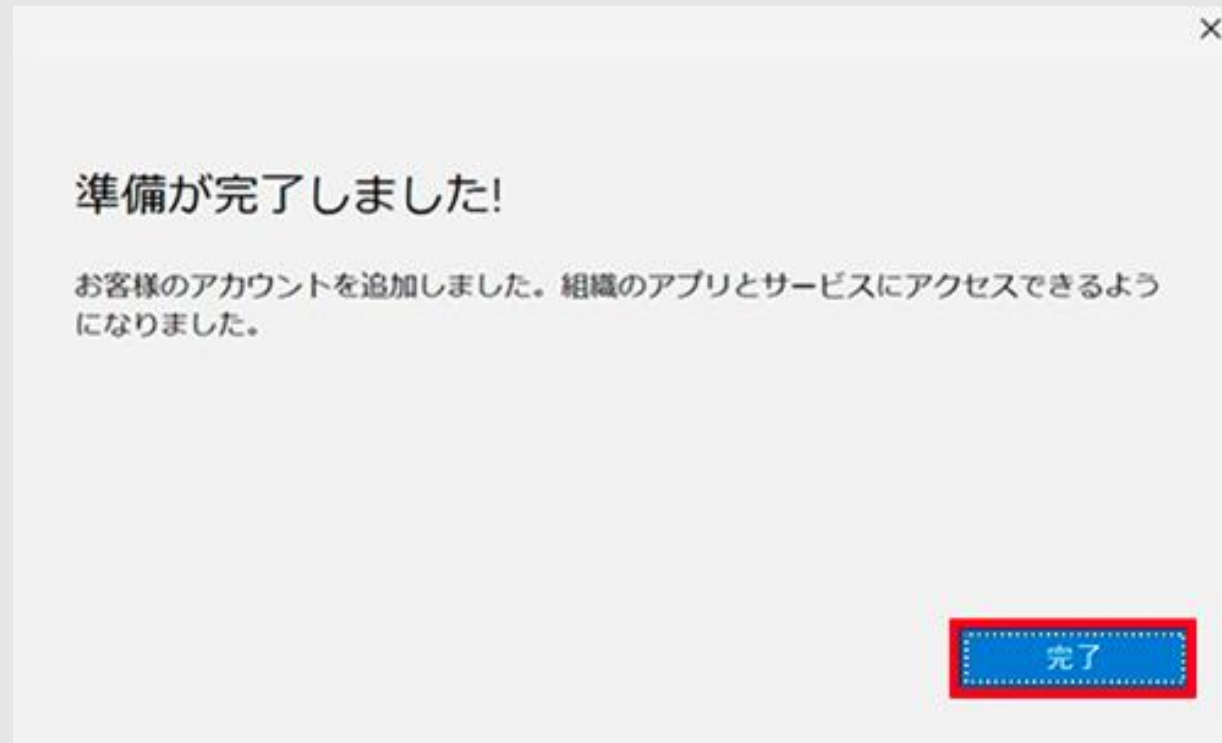 準備が完了しました!
お客様のアカウントを追加しました。組織のアプリとサービスにアクセスできるよう
になりました。
完了